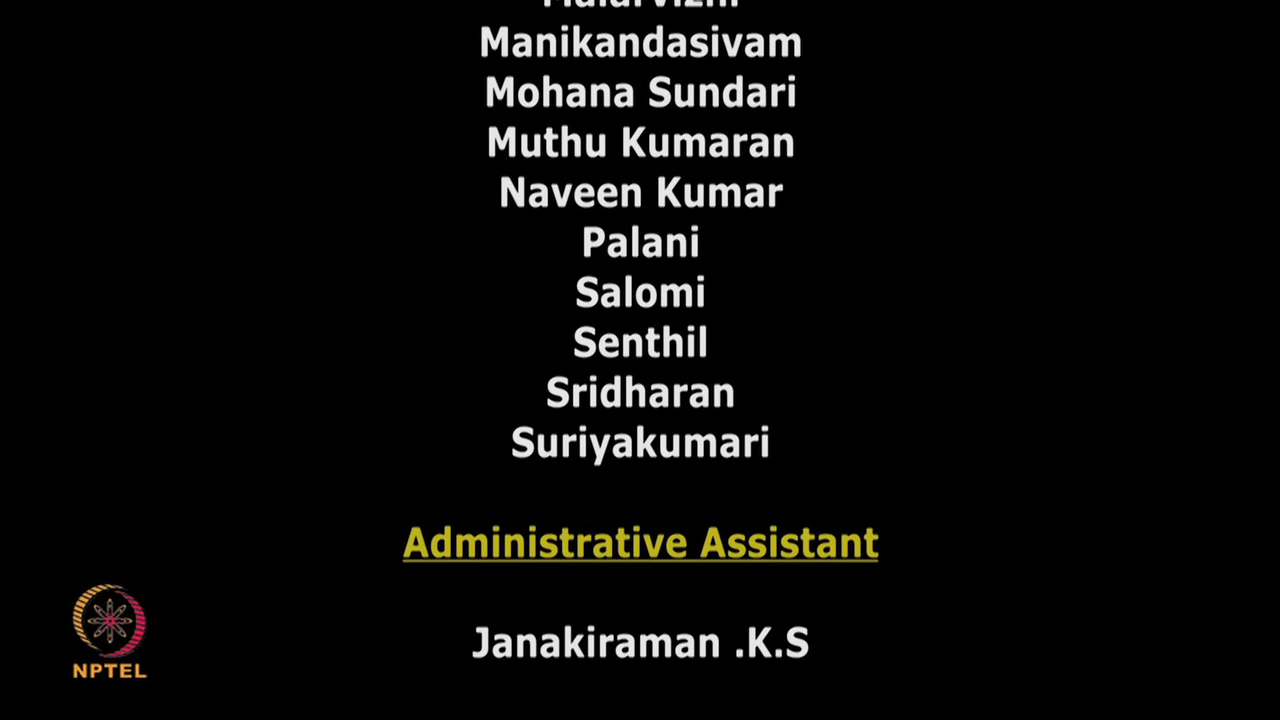 Manikandasivam
Mohana Sundari
Muthu Kumaran
Naveen Kumar
Palani
Salomi
Senthil
Sridharan
Suriyakumari
Administrative Assistant
Janakiraman .K.S
NPTEL